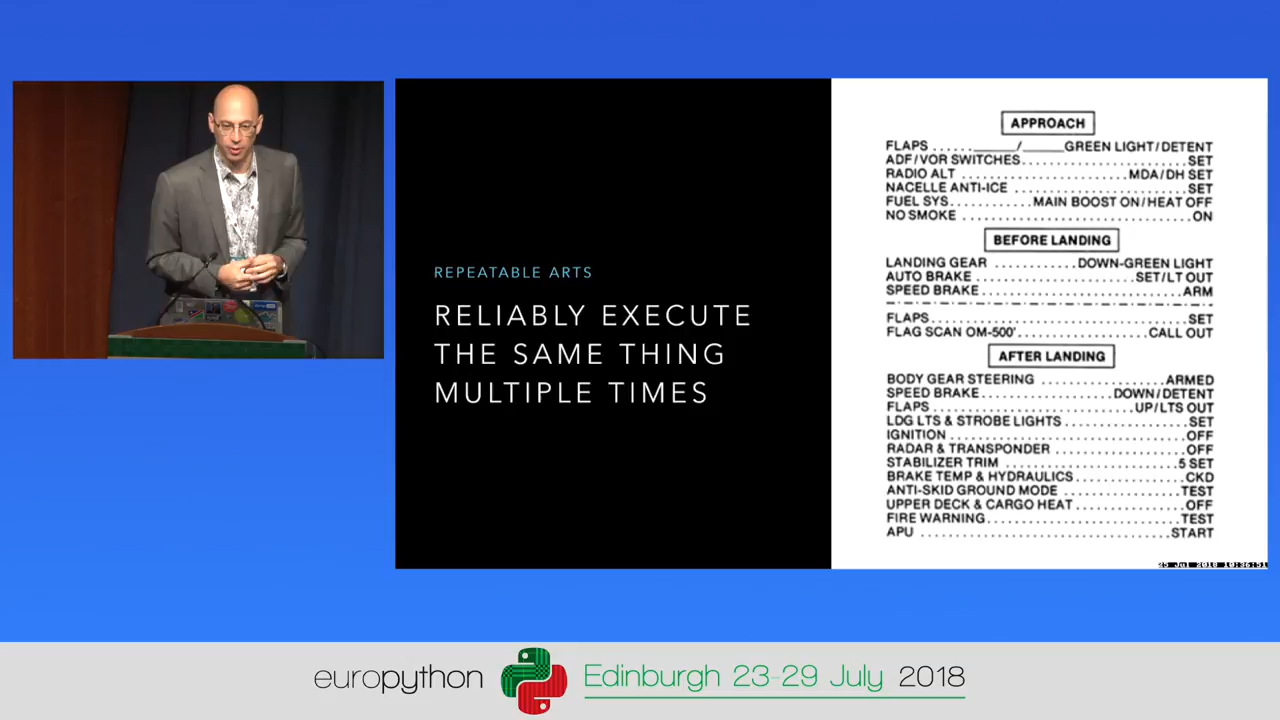 REPEATABLE ARTS
RELIABLY EXECUTE
THE SAME THING
MULTIPLE TIMES
APPROACH
FLAPS ......______/______GREEN LIGHT/DETENT
ADF/VOR SWITCHES........................SET
RADIO ALT ........................MDA/DH SET
NACELLE ANTI-ICE .........................SET
FUEL SYS............MAIN BOOST ON/HEAT OFF
NO SMOKE ..................................ON
BEFORE LANDING
LANDING GEAR ............DOWN-GREEN LIGHT
AUTO BRAKE ......................SET/LT OUT
SPEED BRAKE..............................ARM
FLAPS.....................................SET
FLAG SCAN OM-500'...................CALL OUT
AFTER LANDING
BODY GEAR STEERING ..................ARMED
SPEED BRAKE....................DOWN/DETENT
FLAPS.............................UP/LTS OUT
LDG LTS & STROBE LIGHTS...................SET
IGNITION...................................OFF
RADAR & TRANSPONDER ....................OFF
STABILIZER TRIM ..........................5 SET
BRAKE TEMP & HYDRAULICS.................CKD
ANTI-SKID GROUND MODE .................TEST
UPPER DECK & CARGO HEAT.................OFF
FIRE WARNING............................TEST
APU .....................................START
25 Jul 2018 10:36:51
europython
Edinburgh 23-29 July 2018